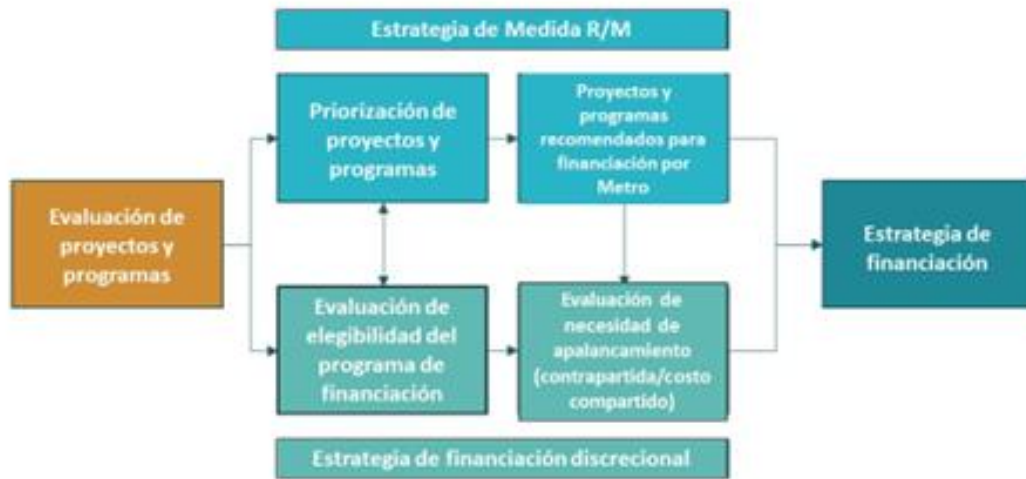 Estrategia de Medida R/M
Priorización de
proyectos y
programas
Proyectos y
programas
recomendados para
financiación por
Metro
Evaluación de
proyectos y
programas
Estrategia de
financiación
Evaluación de
elegibilidad del
programa de
financiación
Evaluación de
necesidad de
apalancamiento
(contrapartida/costo
compartido)
Estrategia de financiación discrecional